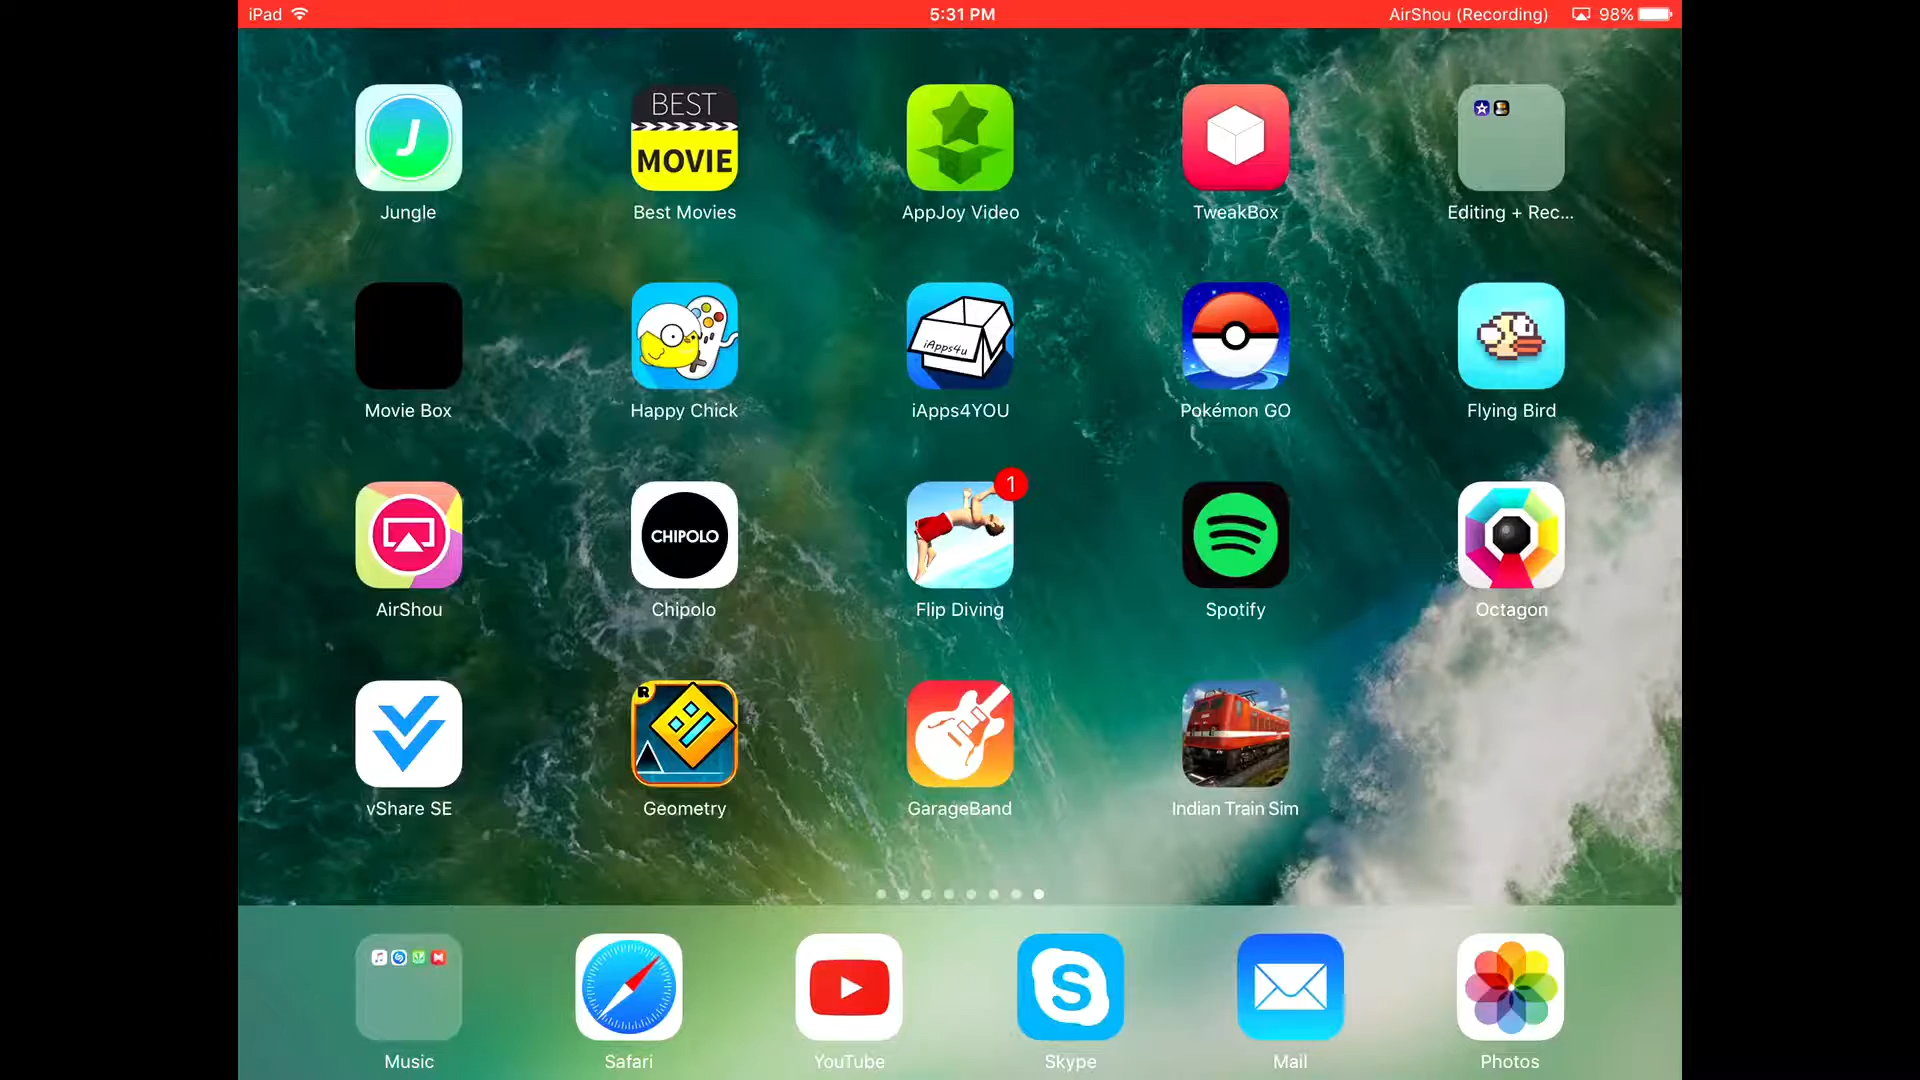 iPad 5:31 PM AirShou (Recording) 98%
BEST
MOVIE
Jungle Best Movies AppJoy Video TweakBox Editing + Rec...
iApps4u
Movie Box Happy Chick iApps4YOU Pokémon GO Flying Bird
1
CHIPOLO
AirShou Chipolo Flip Diving Spotify Octagon
R
vShare SE Geometry GarageBand Indian Train Sim
Music Safari YouTube Skype Mail Photos